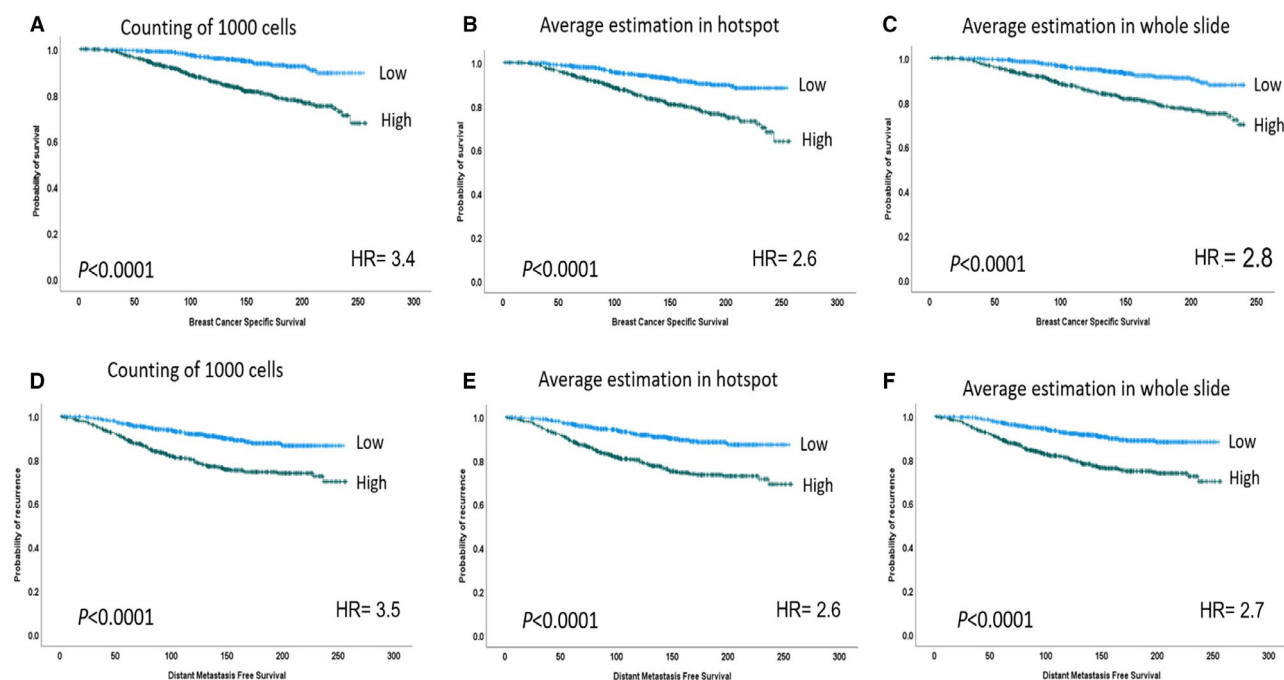 A
Counting of 1000 cells
1.0
0.8
0.6
0.4
0.2
0.0
Probability of survival
Low
High
P<0.0001
HR= 3.4
0 50 100 150 200 250 300
Breast Cancer Specific Survival
B
Average estimation in hotspot
1.0
0.8
0.6
0.4
0.2
0.0
Probability of survival
Low
High
P<0.0001
HR= 2.6
0 50 100 150 200 250 300
Breast Cancer Specific Survival
C
Average estimation in whole slide
1.0
0.8
0.6
0.4
0.2
0.0
Probability of survival
Low
High
P<0.0001
HR = 2.8
0 50 100 150 200 250
Breast Cancer Specific Survival
D
Counting of 1000 cells
1.0
0.8
0.6
0.4
0.2
0.0
Probability of recurrence
Low
High
P<0.0001
HR= 3.5
0 50 100 150 200 250 300
Distant Metastasis Free Survival
E
Average estimation in hotspot
1.0
0.8
0.6
0.4
0.2
0.0
Probability of recurrence
Low
High
P<0.0001
HR= 2.6
0 50 100 150 200 250 300
Distant Metastasis Free Survival
F
Average estimation in whole slide
1.0
0.8
0.6
0.4
0.2
0.0
Probability of recurrence
Low
High
P<0.0001
HR= 2.7
0 50 100 150 200 250 300
Distant Metastasis Free Survival